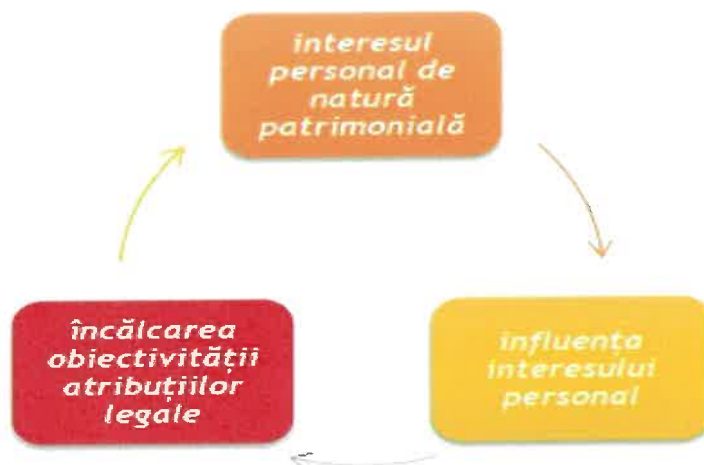 interesul
personal de
natură
patrimonială
influența
interesului
personal
încălcarea
obiectivității
atribuțiilor
legale